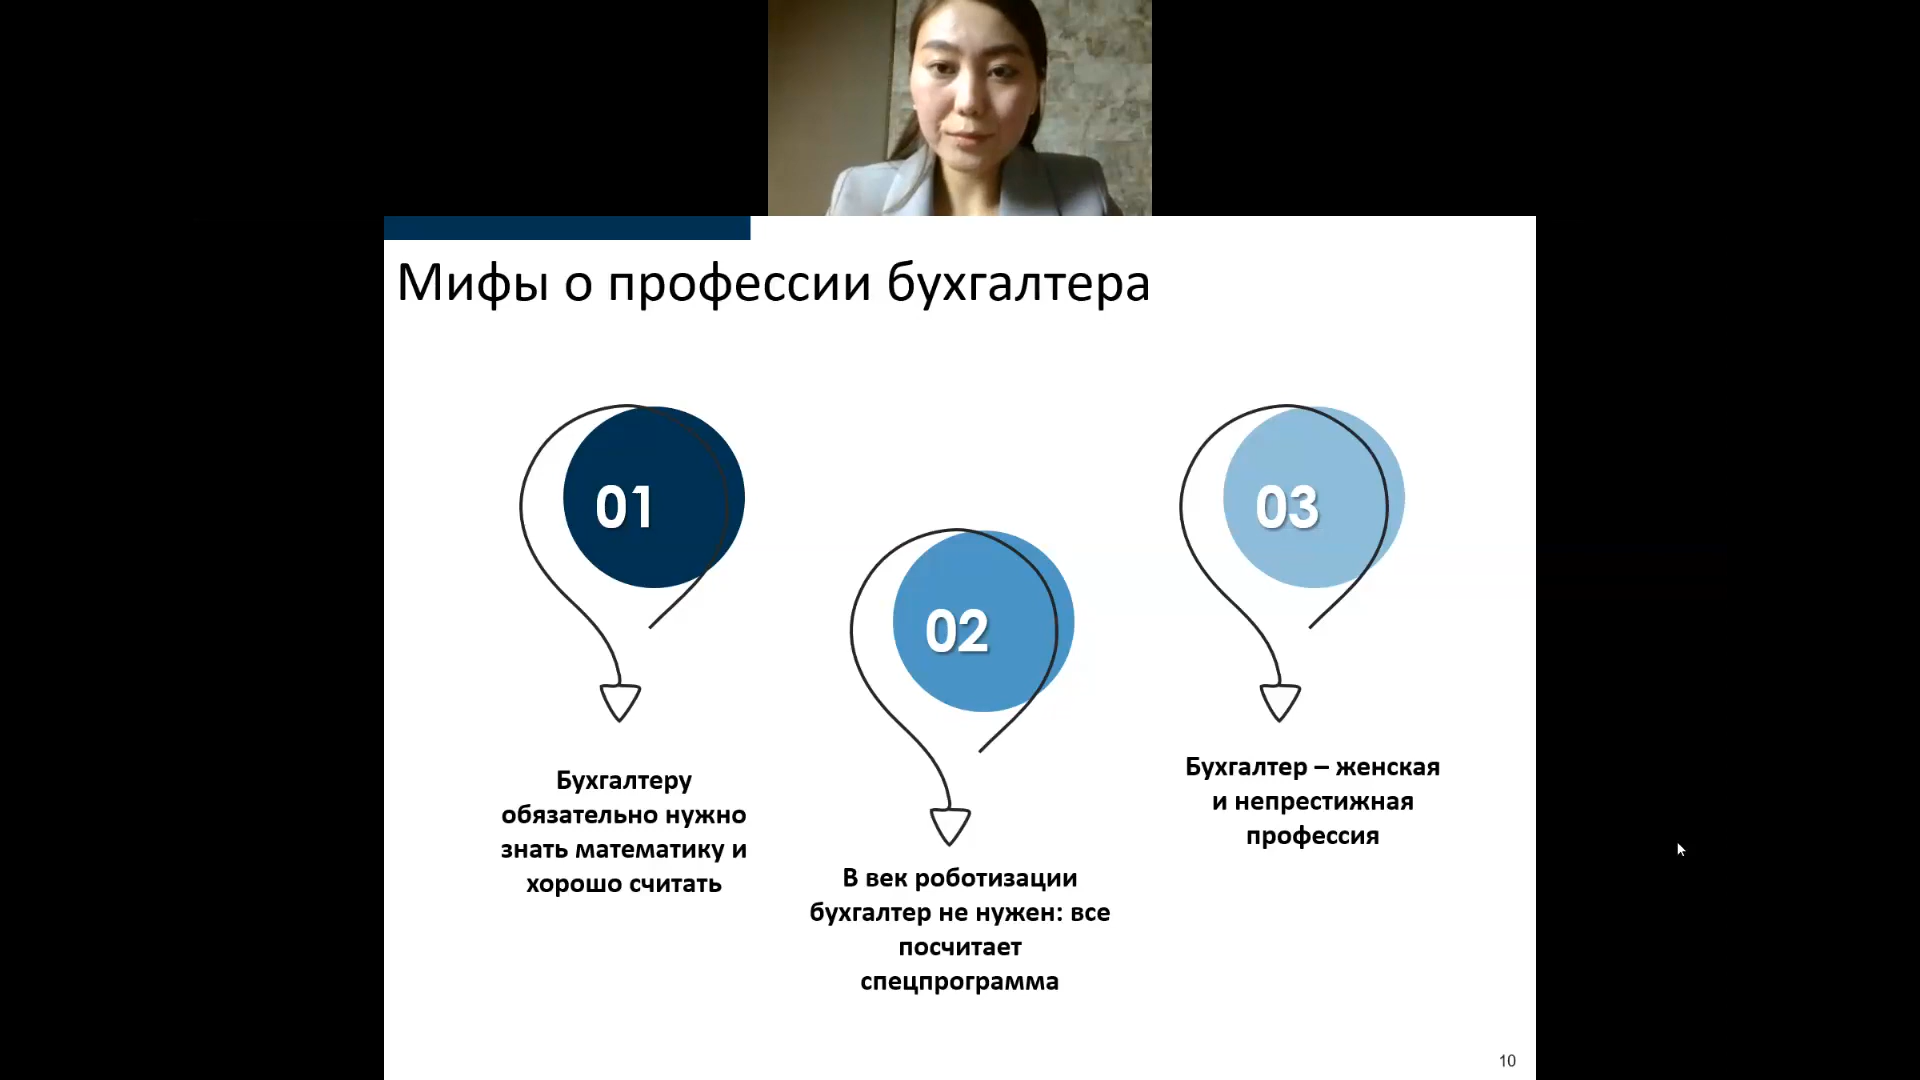 Мифы о профессии бухгалтера
01
Бухгалтеру
обязательно нужно
знать математику и
хорошо считать
02
В век роботизации
бухгалтер не нужен: все
посчитает
спецпрограмма
03
Бухгалтер – женская
и непрестижная
профессия
10